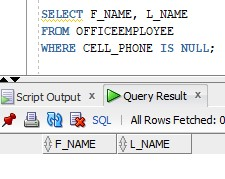 SELECT F_NAME, L_NAME
FROM OFFICEEMPLOYEE
WHERE CELL_PHONE IS NULL;
Script Output x Query Result x
SQL | All Rows Fetched: 0
F_NAME L_NAME